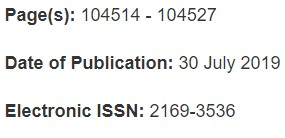 Page(s): 104514 - 104527
Date of Publication: 30 July 2019
Electronic ISSN: 2169-3536